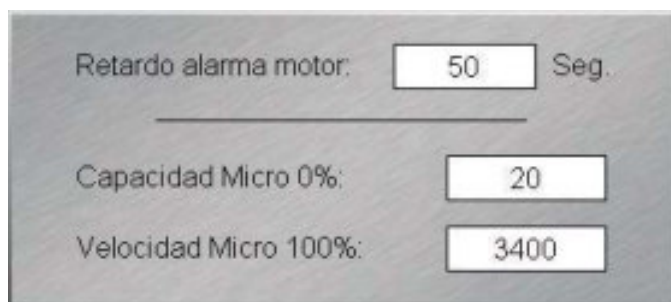 Retardo alarma motor: 50 Seg.
Capacidad Micro 0%: 20
Velocidad Micro 100%: 3400